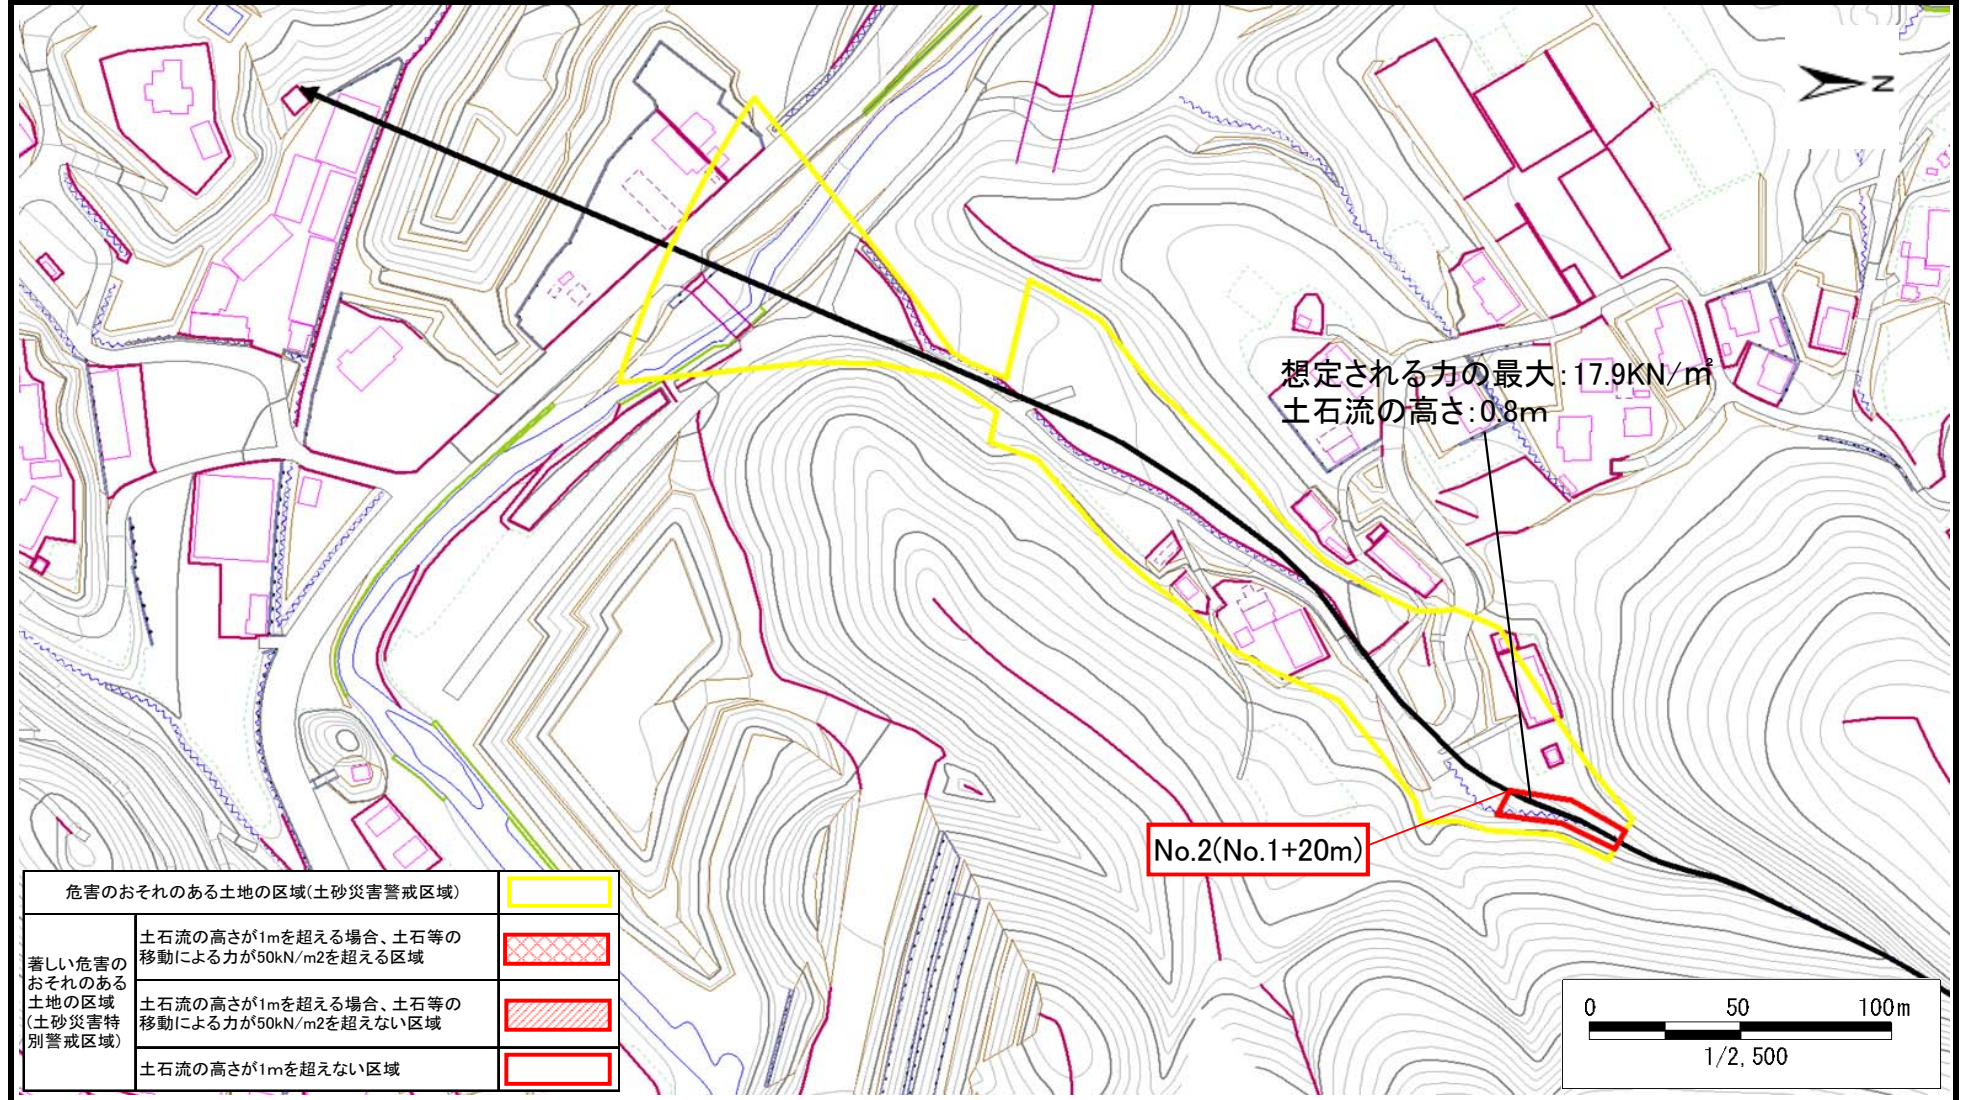 N
想定される力の最大:17.9KN/㎡
土石流の高さ:0.8m
No.2(No.1+20m)
危害のおそれのある土地の区域(土砂災害警戒区域)
著しい危害の
おそれのある
土地の区域
(土砂災害特
別警戒区域)
土石流の高さが1mを超える場合、土石等の
移動による力が50kN/m2を超える区域
土石流の高さが1mを超える場合、土石等の
移動による力が50kN/m2を超えない区域
土石流の高さが1mを超えない区域
0 50 100m
1/2,500